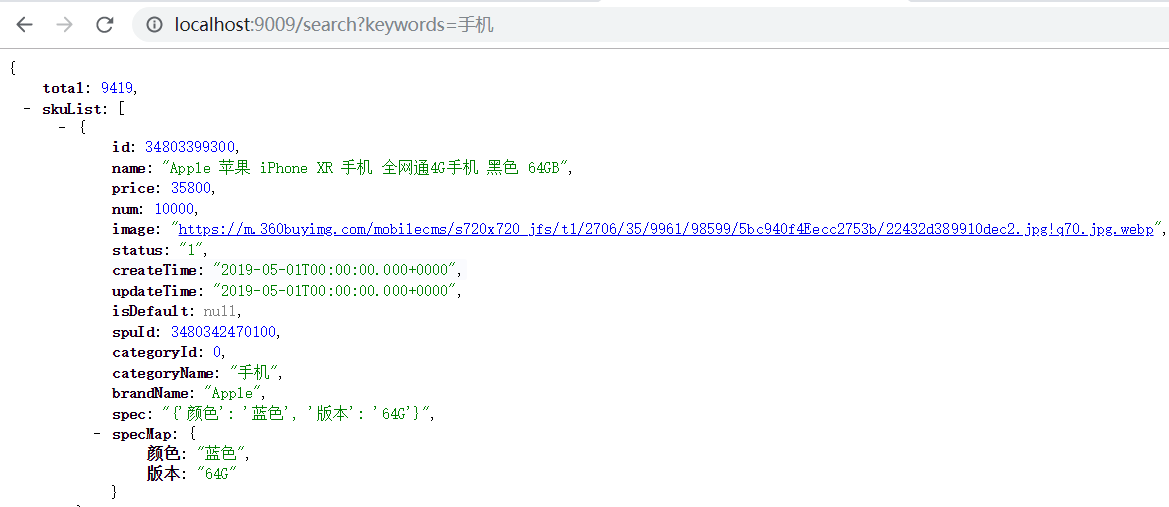 localhost:9009/search?keywords=手机
{
total: 9419,
- skuList: [
- {
id: 34803399300,
name: "Apple 苹果 iPhone XR 手机 全网通4G手机 黑色 64GB",
price: 35800,
num: 10000,
image: "https://m.360buyimg.com/mobilecms/s720x720_jfs/t1/2706/35/9961/98599/5bc940f4Eecc2753b/22432d389910dec2.jpg!q70.jpg.webp",
status: "1",
createTime: "2019-05-01T00:00:00.000+0000",
updateTime: "2019-05-01T00:00:00.000+0000",
isDefault: null,
spuId: 3480342470100,
categoryId: 0,
categoryName: "手机",
brandName: "Apple",
spec: "{'颜色': '蓝色', '版本': '64G'}",
- specMap: {
颜色: "蓝色",
版本: "64G"
}